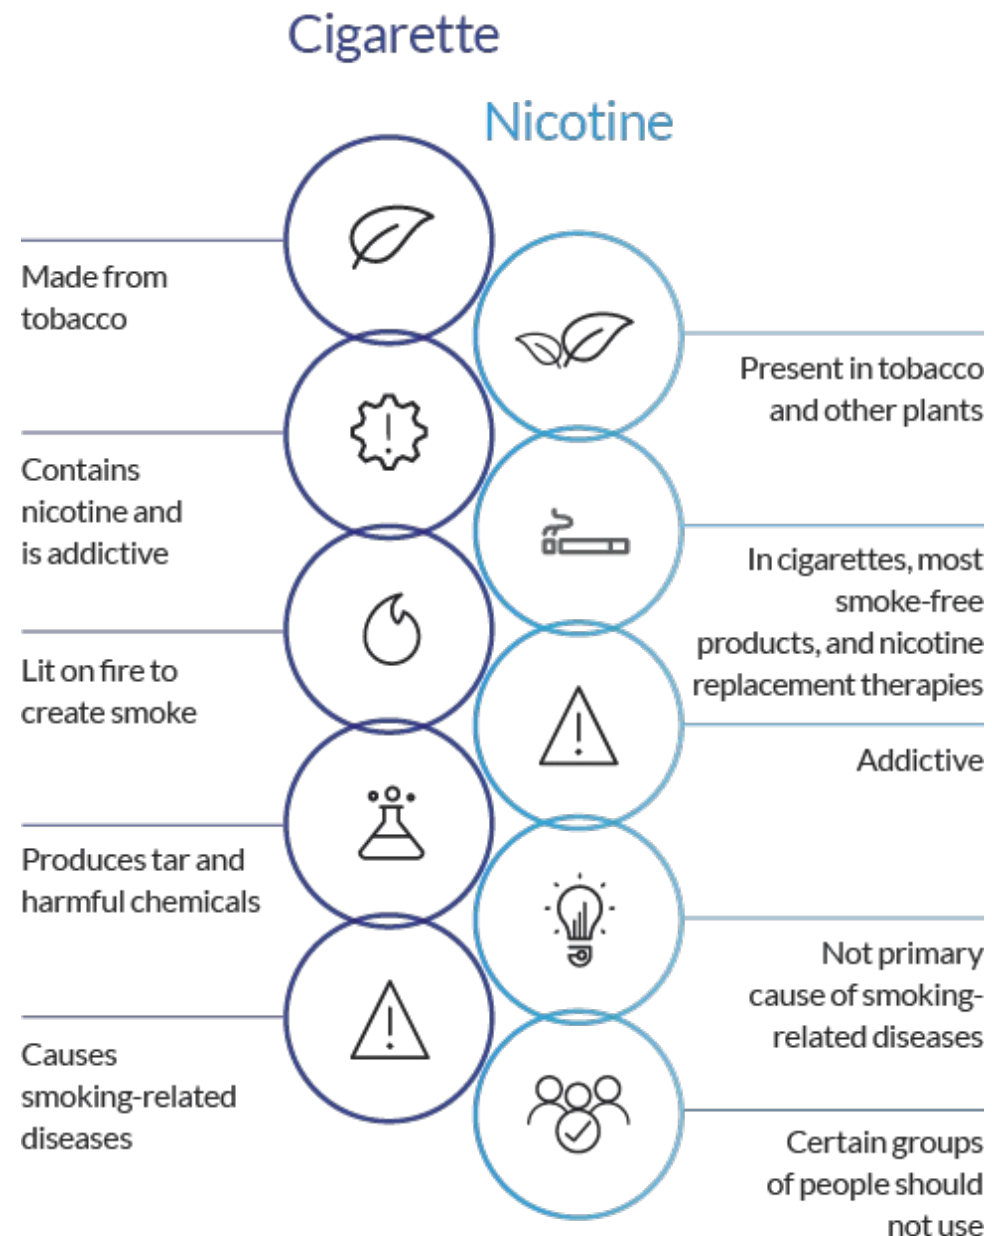 Cigarette
Nicotine
Made from
tobacco
Present in tobacco
and other plants
Contains
nicotine and
is addictive
In cigarettes, most
smoke-free
products, and nicotine
replacement therapies
Lit on fire to
create smoke
Addictive
Produces tar and
harmful chemicals
Not primary
cause of smoking-
related diseases
Causes
smoking-related
diseases
Certain groups
of people should
not use